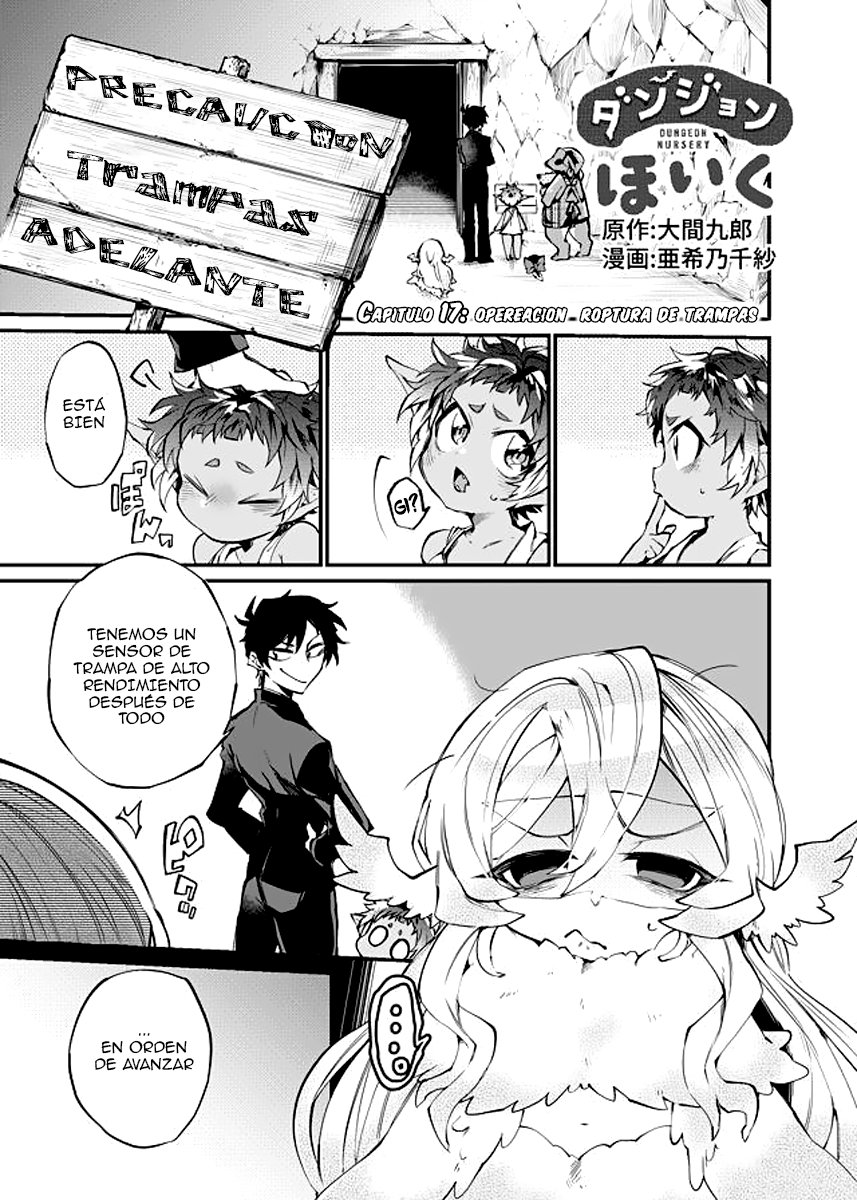 PRECAUCION
Trampas
ADELANTE
ダンジョン
DUNGEON
NURSERY
ほいく
原作:大間九郎
漫画:亜希乃千紗
CAPITULO 17: OPEREACION ROPTURA DE TRAMPAS
GI?
ESTÁ
BIEN
ぽんっ
TENEMOS UN
SENSOR DE
TRAMPA DE ALTO
RENDIMIENTO
DESPUÉS DE
TODO
...
EN ORDEN
DE AVANZAR